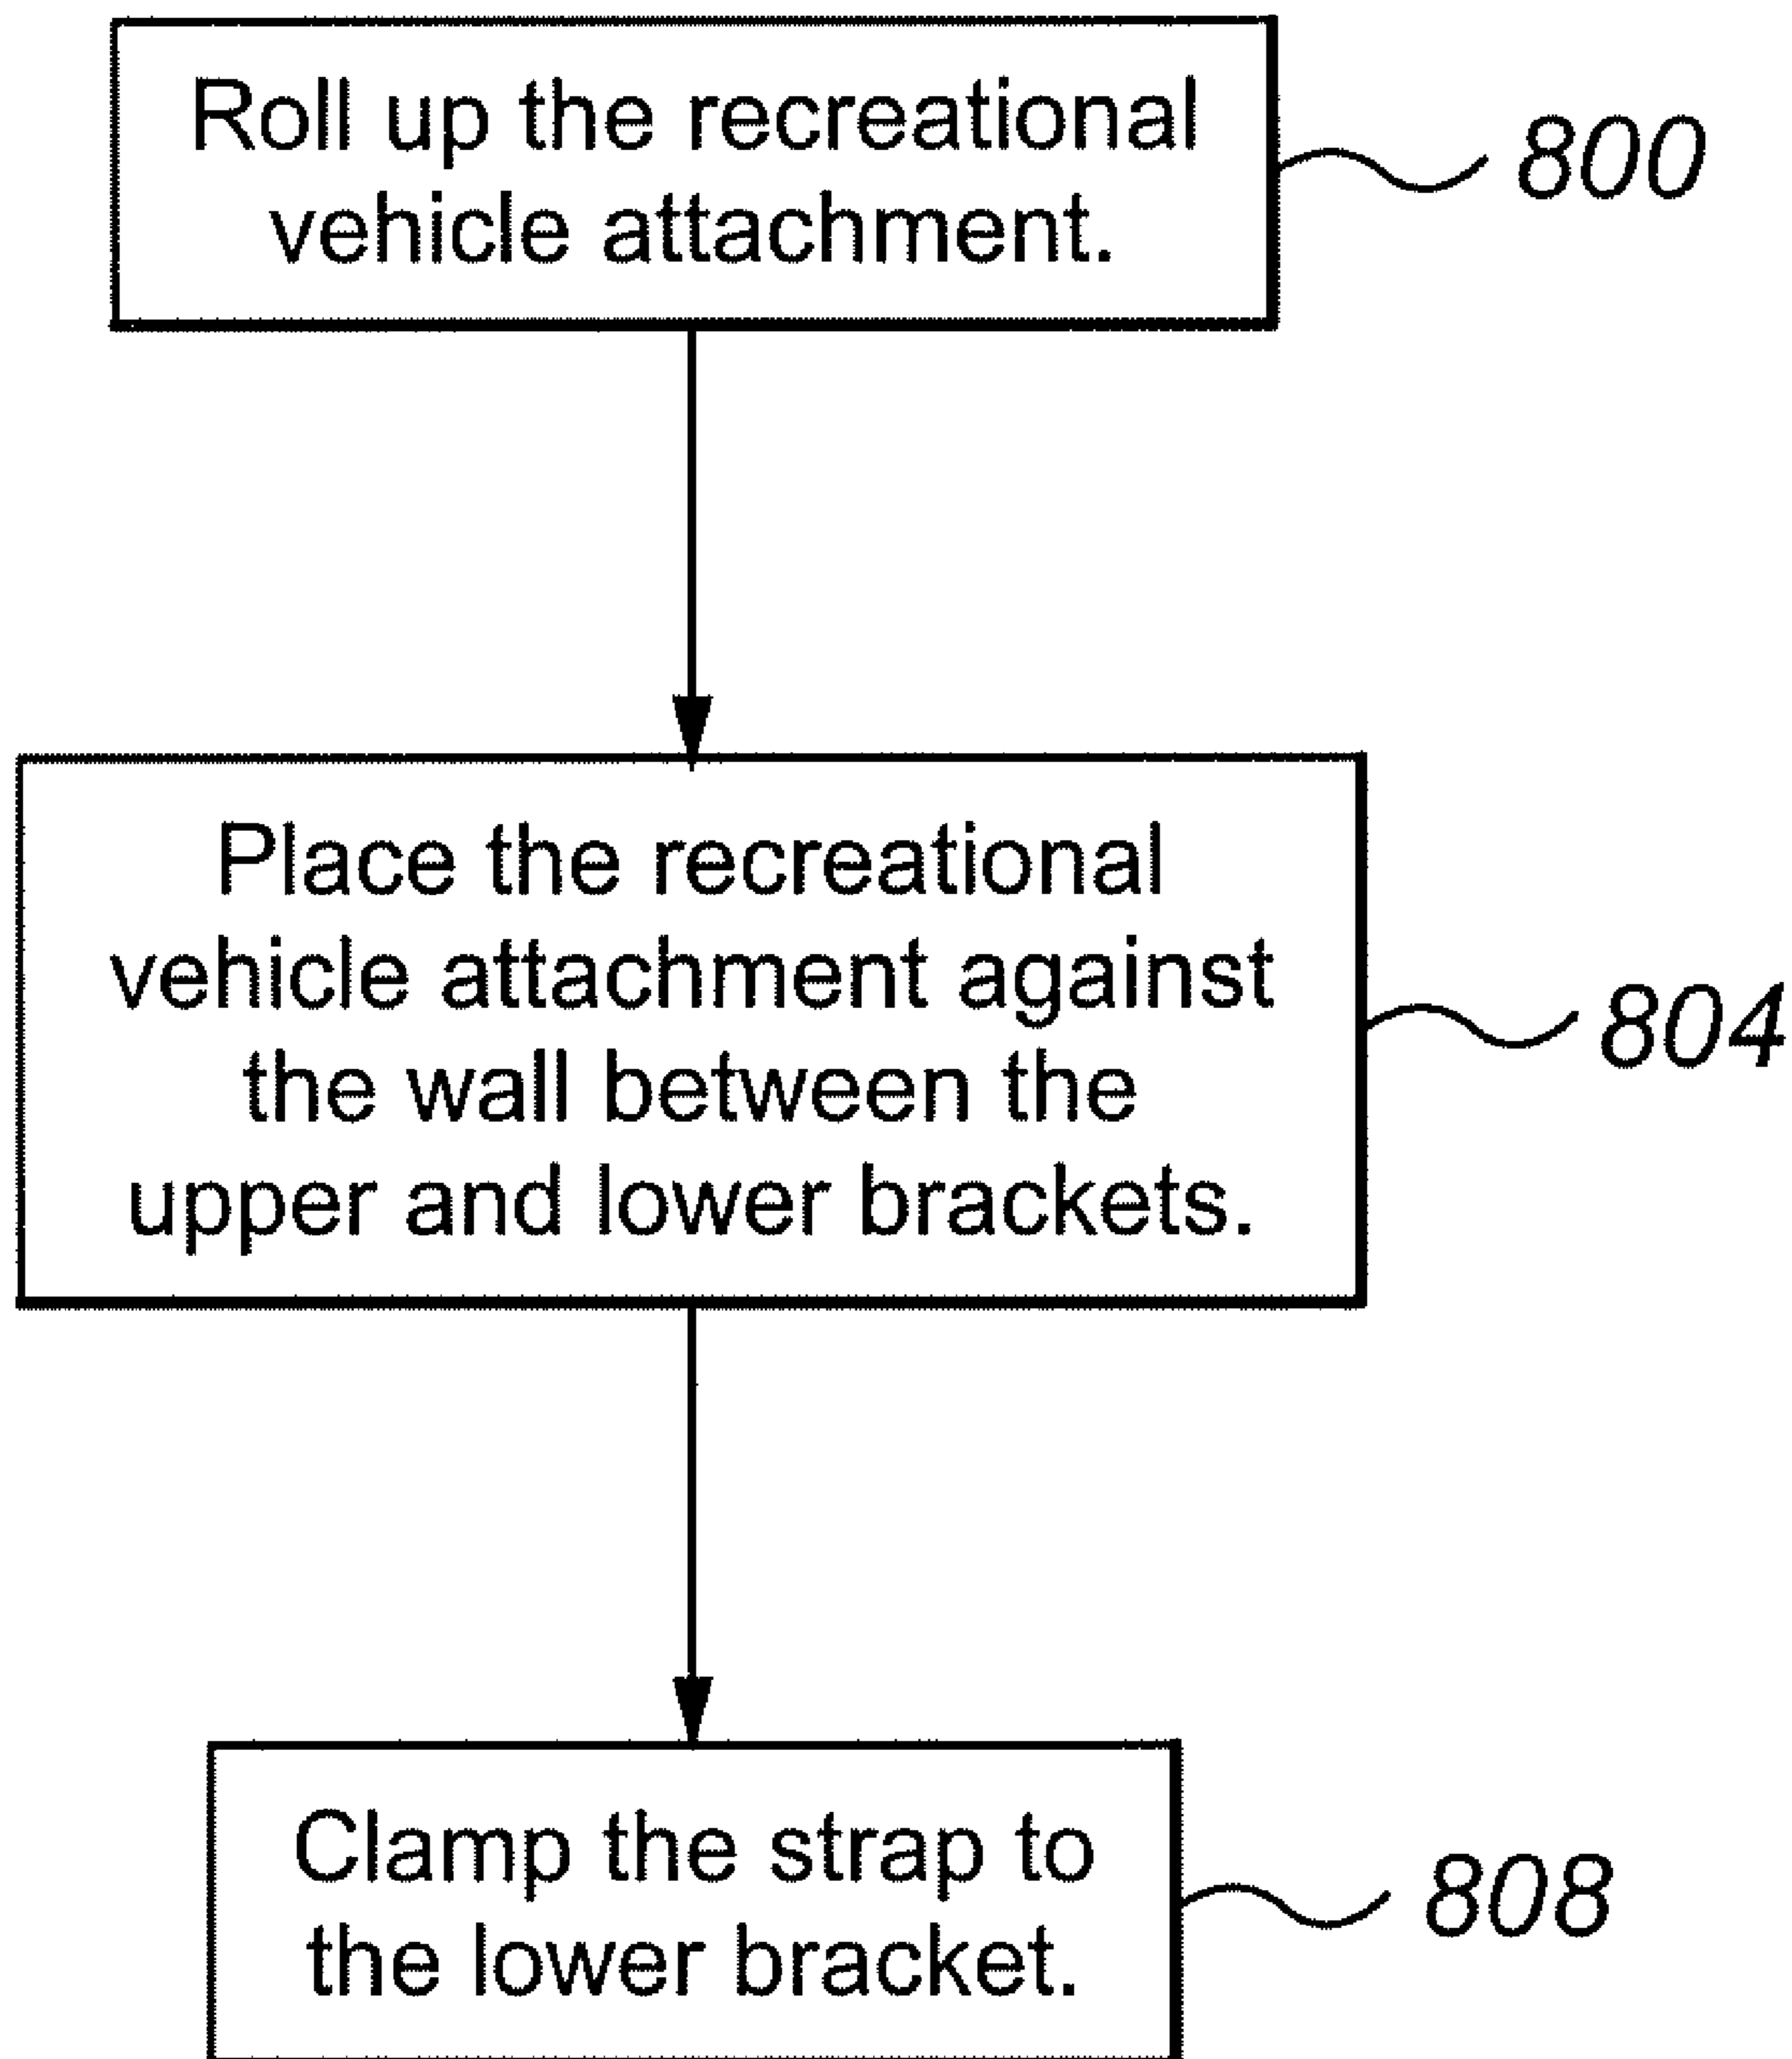 Roll up the recreational
vehicle attachment.
800
Place the recreational
vehicle attachment against
the wall between the
upper and lower brackets.
804
Clamp the strap to
the lower bracket.
808